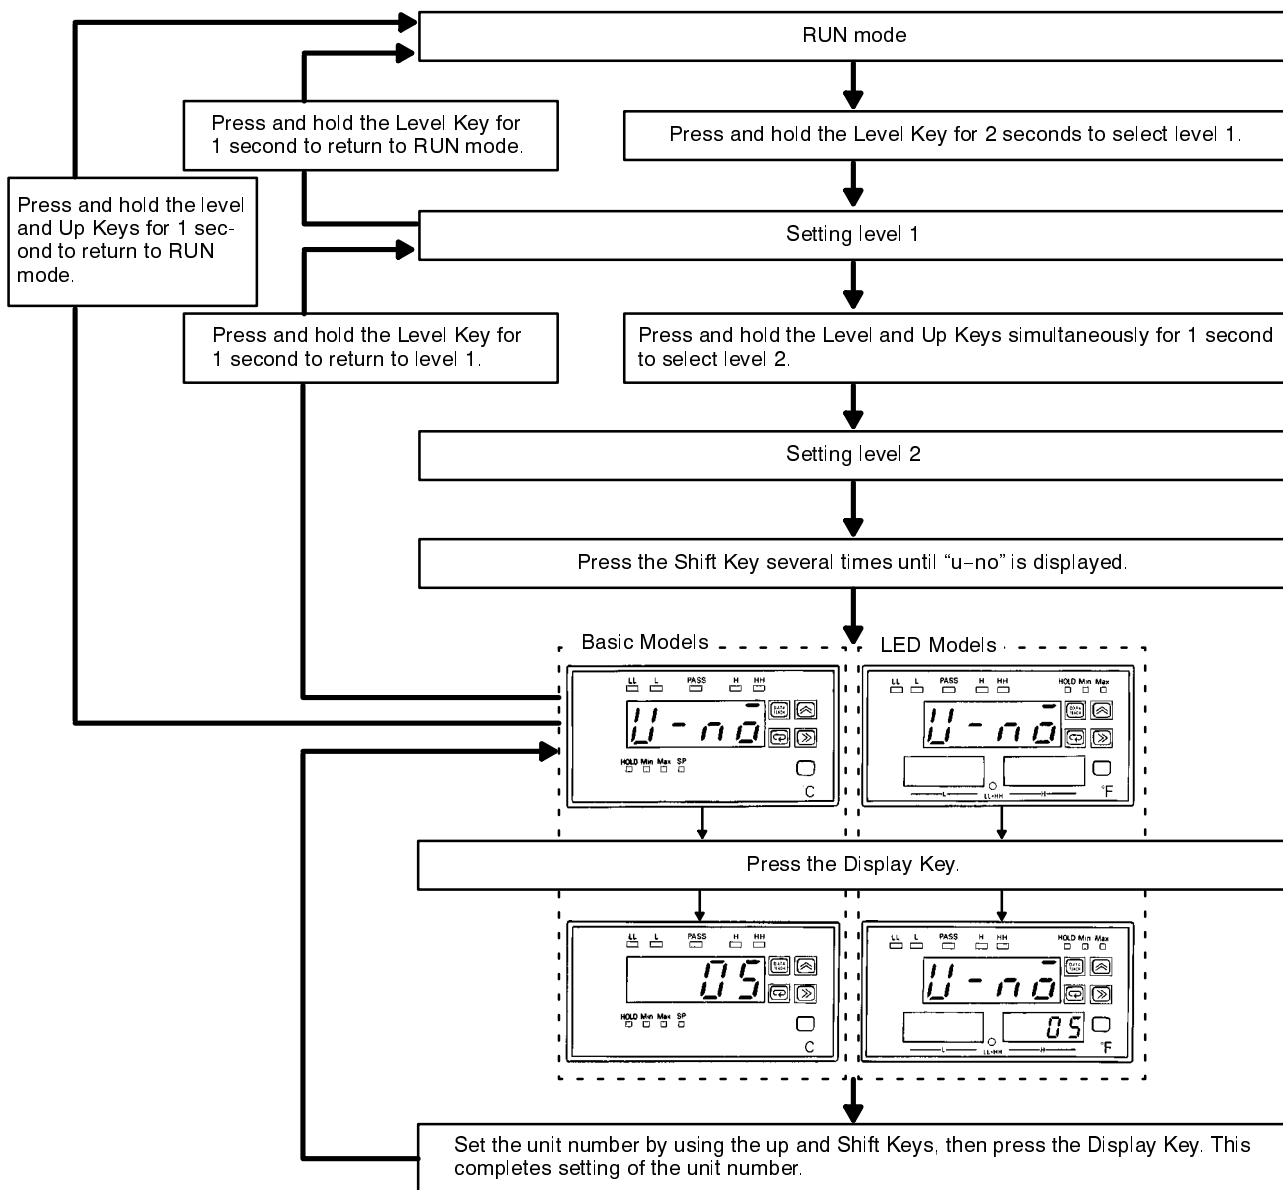 RUN mode
Press and hold the Level Key for
1 second to return to RUN mode.
Press and hold the Level Key for 2 seconds to select level 1.
Press and hold the level
and Up Keys for 1 sec-
ond to return to RUN
mode.
Setting level 1
Press and hold the Level Key for
1 second to return to level 1.
Press and hold the Level and Up Keys simultaneously for 1 second
to select level 2.
Setting level 2
Press the Shift Key several times until “u–no” is displayed.
Basic Models
LL L PASS H HH
U-no
HOLD Min Max SP
C
LED Models
LL L PASS H HH HOLD Min Max
U-no
L LL·HH H °F
Press the Display Key.
LL L PASS H HH
05
HOLD Min Max SP
C
LL L PASS H HH HOLD Min Max
U-no
05
L LL·HH H °F
Set the unit number by using the up and Shift Keys, then press the Display Key. This
completes setting of the unit number.